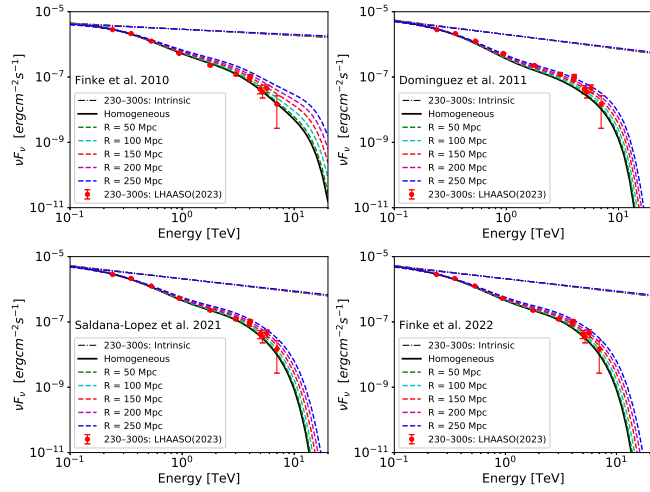 10⁻⁵
10⁻⁷
10⁻⁹
10⁻¹¹
νFᵥ [ergcm⁻²s⁻¹]
Finke et al. 2010
230–300s: Intrinsic
Homogeneous
R = 50 Mpc
R = 100 Mpc
R = 150 Mpc
R = 200 Mpc
R = 250 Mpc
230–300s: LHAASO(2023)
10⁻¹ 10⁰ 10¹
Energy [TeV]
10⁻⁵
10⁻⁷
10⁻⁹
10⁻¹¹
νFᵥ [ergcm⁻²s⁻¹]
Dominguez et al. 2011
230–300s: Intrinsic
Homogeneous
R = 50 Mpc
R = 100 Mpc
R = 150 Mpc
R = 200 Mpc
R = 250 Mpc
230–300s: LHAASO(2023)
10⁻¹ 10⁰ 10¹
Energy [TeV]
10⁻⁵
10⁻⁷
10⁻⁹
10⁻¹¹
νFᵥ [ergcm⁻²s⁻¹]
Saldana-Lopez et al. 2021
230–300s: Intrinsic
Homogeneous
R = 50 Mpc
R = 100 Mpc
R = 150 Mpc
R = 200 Mpc
R = 250 Mpc
230–300s: LHAASO(2023)
10⁻¹ 10⁰ 10¹
Energy [TeV]
10⁻⁵
10⁻⁷
10⁻⁹
10⁻¹¹
νFᵥ [ergcm⁻²s⁻¹]
Finke et al. 2022
230–300s: Intrinsic
Homogeneous
R = 50 Mpc
R = 100 Mpc
R = 150 Mpc
R = 200 Mpc
R = 250 Mpc
230–300s: LHAASO(2023)
10⁻¹ 10⁰ 10¹
Energy [TeV]